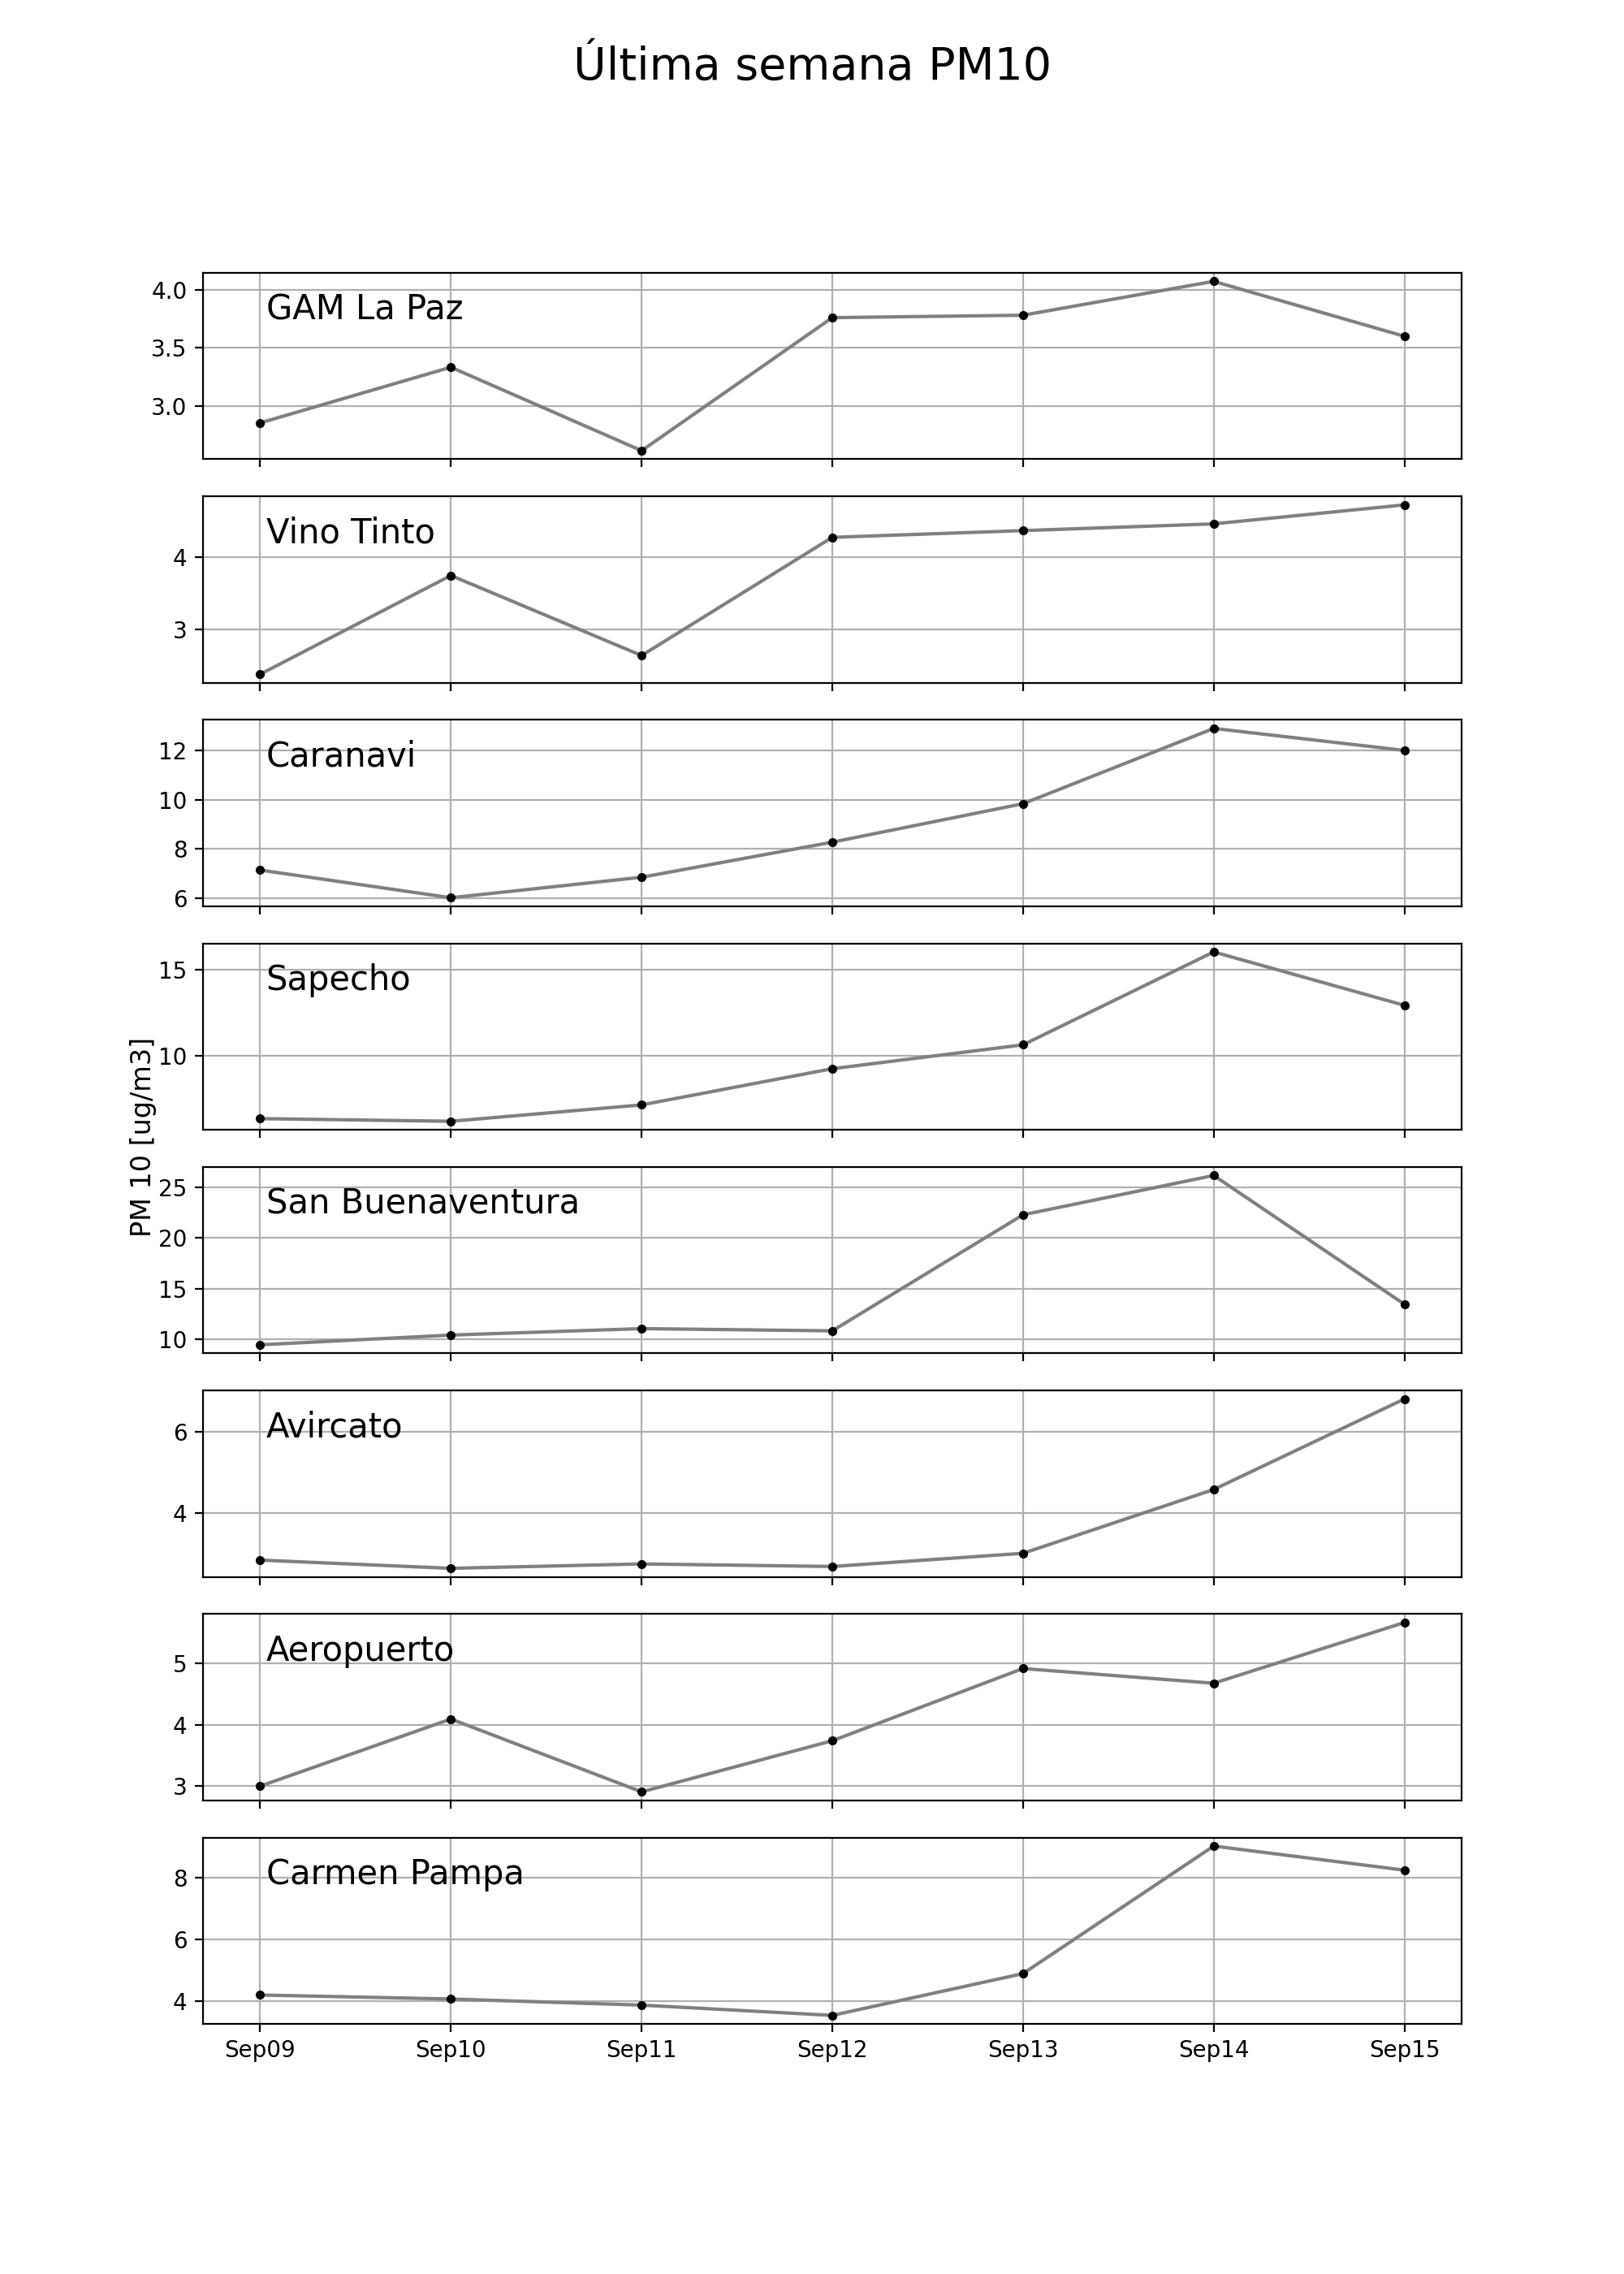 Última semana PM10
GAM La Paz
4.0
3.5
3.0
Vino Tinto
4
3
Caranavi
12
10
8
6
Sapecho
15
10
PM 10 [ug/m3]
San Buenaventura
25
20
15
10
Avircato
6
4
Aeropuerto
5
4
3
Carmen Pampa
8
6
4
Sep09 Sep10 Sep11 Sep12 Sep13 Sep14 Sep15